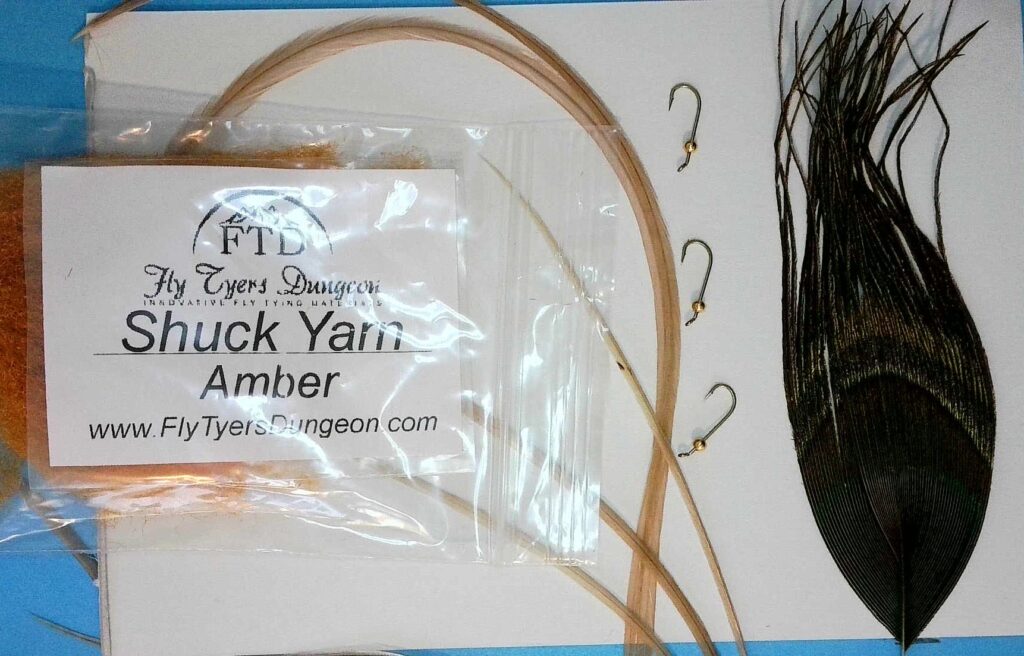 FTD
Fly Tyers Dungeon
INNOVATIVE FLY TYING MATERIALS
Shuck Yarn
Amber
www.FlyTyersDungeon.com